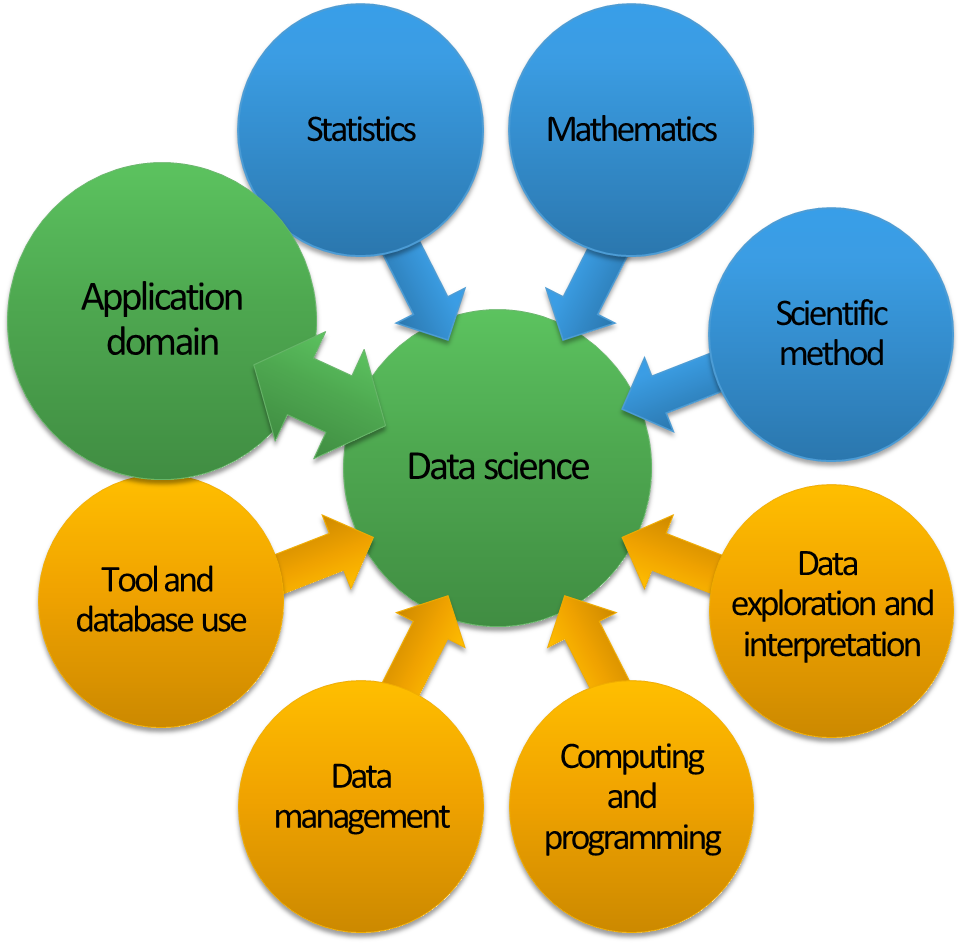 Statistics
Mathematics
Application
domain
Scientific
method
Data science
Tool and
database use
Data
exploration and
interpretation
Data
management
Computing
and
programming